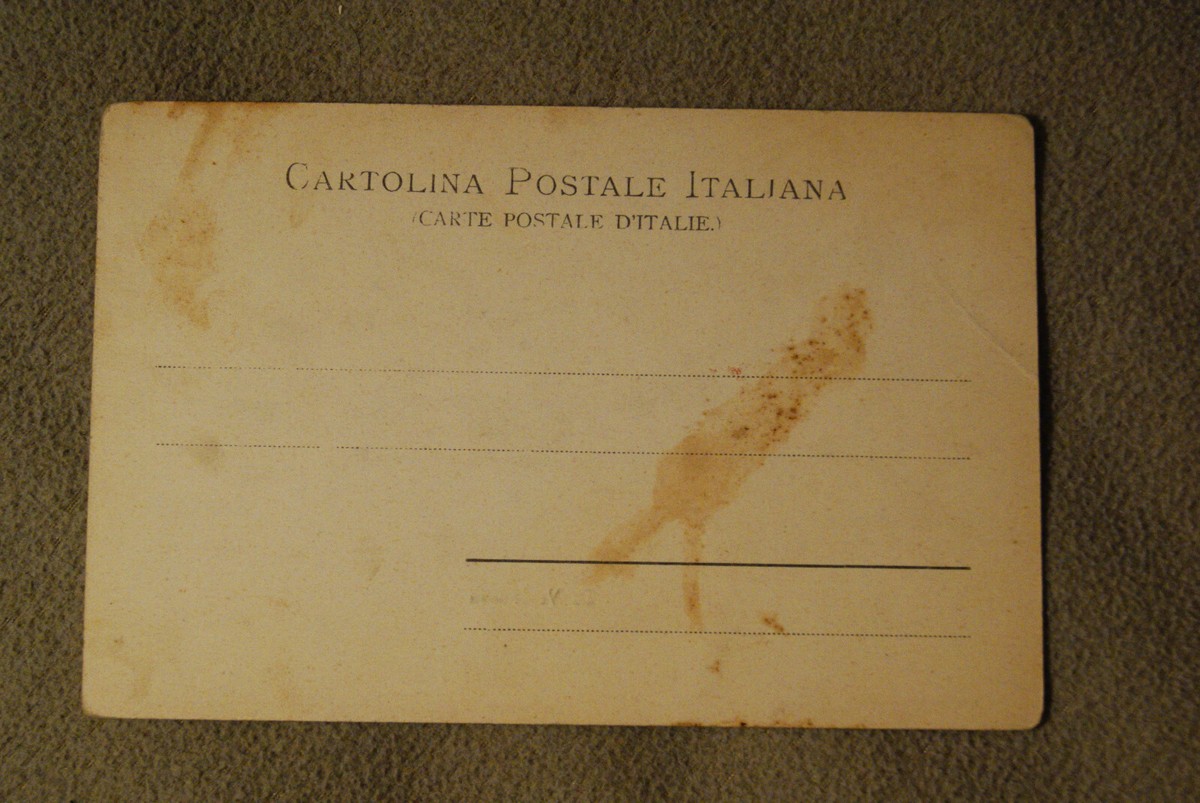 CARTOLINA POSTALE ITALIANA
(CARTE POSTALE D'ITALIE.)